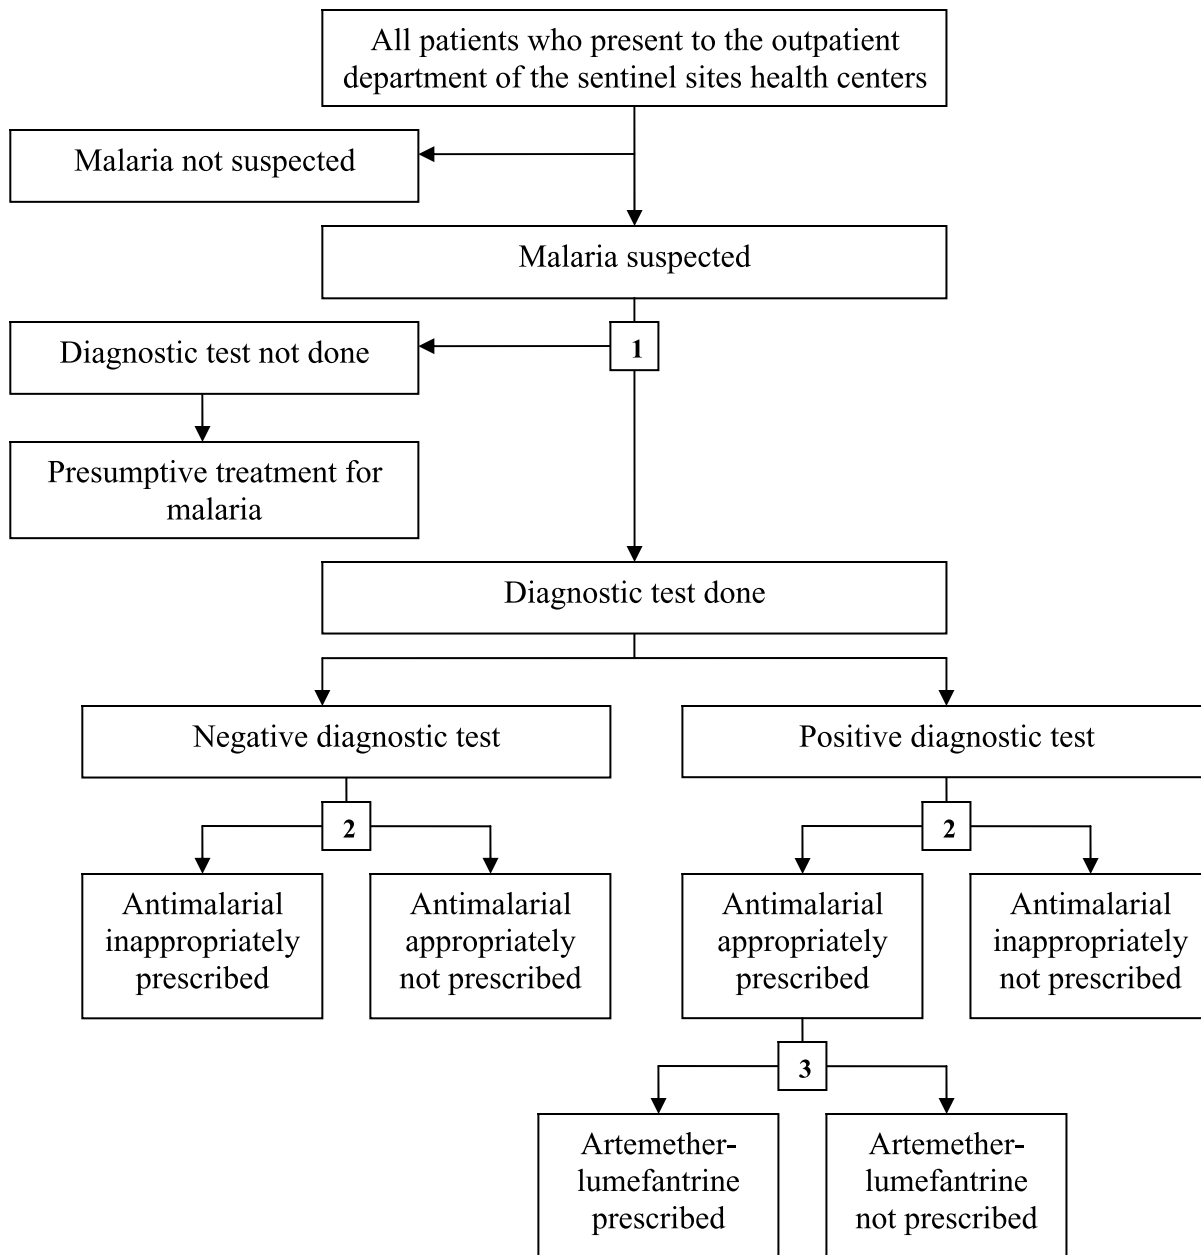 All patients who present to the outpatient
department of the sentinel sites health centers
Malaria not suspected
Malaria suspected
1
Diagnostic test not done
Presumptive treatment for
malaria
Diagnostic test done
Negative diagnostic test
Positive diagnostic test
2
2
Antimalarial
inappropriately
prescribed
Antimalarial
appropriately
not prescribed
Antimalarial
appropriately
prescribed
Antimalarial
inappropriately
not prescribed
3
Artemether-
lumefantrine
prescribed
Artemether-
lumefantrine
not prescribed